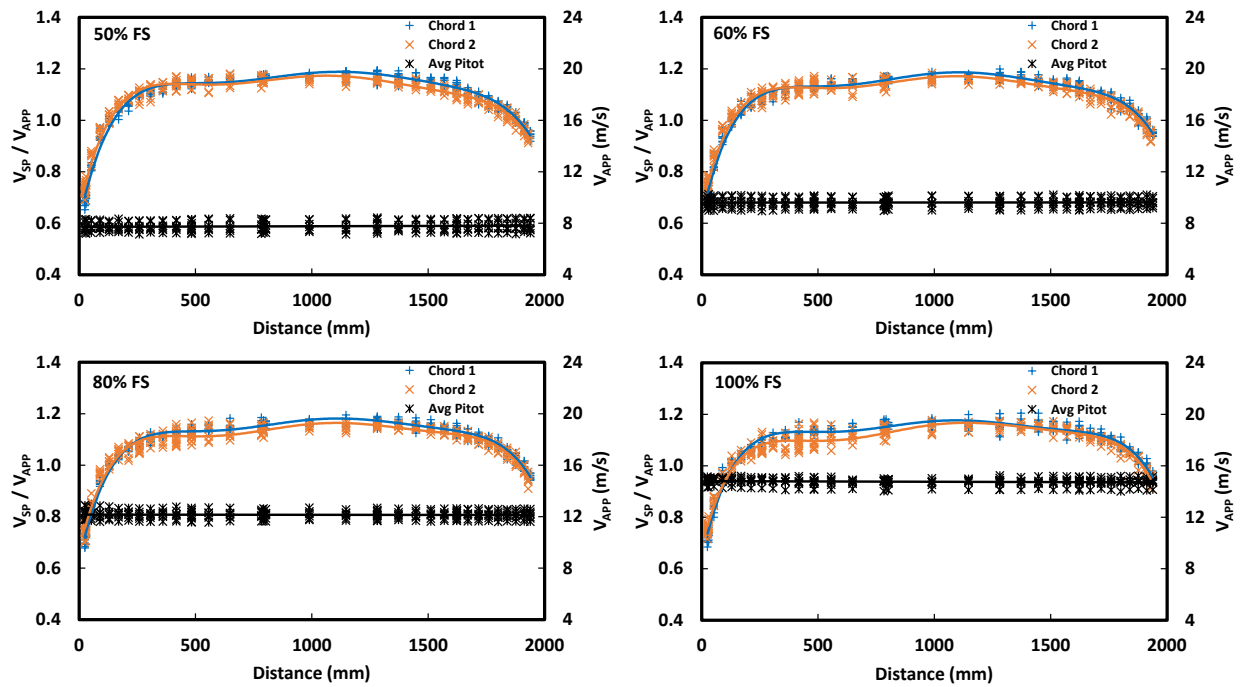 50% FS
Chord 1
Chord 2
Avg Pitot
1.4
1.2
1.0
0.8
0.6
0.4
V_SP / V_APP
24
20
16
12
8
4
V_APP (m/s)
0 500 1000 1500 2000
Distance (mm)
60% FS
Chord 1
Chord 2
Avg Pitot
1.4
1.2
1.0
0.8
0.6
0.4
V_SP / V_APP
24
20
16
12
8
4
V_APP (m/s)
0 500 1000 1500 2000
Distance (mm)
80% FS
Chord 1
Chord 2
Avg Pitot
1.4
1.2
1.0
0.8
0.6
0.4
V_SP / V_APP
24
20
16
12
8
4
V_APP (m/s)
0 500 1000 1500 2000
Distance (mm)
100% FS
Chord 1
Chord 2
Avg Pitot
1.4
1.2
1.0
0.8
0.6
0.4
V_SP / V_APP
24
20
16
12
8
4
V_APP (m/s)
0 500 1000 1500 2000
Distance (mm)